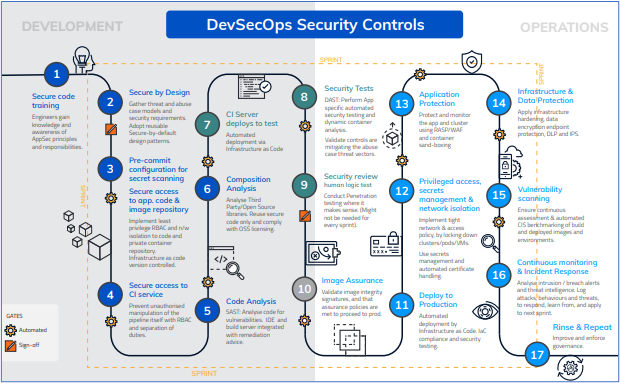 DEVELOPMENT
DevSecOps Security Controls
OPERATIONS
SPRINT
SPRINT
1
Secure code
training
Engineers gain
knowledge and
awareness of
AppSec principles
and responsibilities.
SPRINT
2
Secure by Design
Gather threat and abuse
case models and
security requirements.
Adopt reusable
Secure-by-default
design patterns.
3
Pre-commit
configuration for
secret scanning
Secure access
to app. code &
image repository
Implement least
privilege RBAC and n/w
isolation to code and
private container
repository.
Infrastructure as code
version controlled.
4
Secure access to
CI service
Prevent unauthorised
manipulation of the
pipeline itself with RBAC
and separation of
duties.
GATES
Automated
Sign-off
7
CI Server
deploys to test
Automated
deployment via
Infrastructure as Code
6
Composition
Analysis
Analyse Third
Party/Open Source
libraries. Reuse secure
code only and comply
with OSS licensing.
5
Code Analysis
SAST: Analyse code for
vulnerabilities. IDE and
build server integrated
with remediation
advice.
SPRINT
8
Security Tests
DAST: Perform App
specific automated
security testing and
dynamic container
analysis.
Validate controls are
mitigating the abuse
case threat vectors.
9
Security review
human logic test
Conduct Penetration
testing where it
makes sense. (Might
not be needed for
every sprint).
10
Image Assurance
Validate image integrity
signatures, and that
assurance policies are
met to proceed to prod.
13
Application
Protection
Protect and monitor
the app and cluster
using RASP/WAF
and container
sand-boxing
12
Privileged access,
secrets
management &
network isolation
Implement tight
network & access
policy, by locking down
clusters/pods/VMs.
Use secrets
management and
automated certificate
handling.
11
Deploy to
Production
Automated
deployment by
Infrastructure as Code. IaC
compliance and security
testing.
14
Infrastructure &
Data Protection
Apply infrastructure
hardening, data
encryption endpoint
protection, DLP and IPS.
15
Vulnerability
scanning
Ensure continuous
assessment & automated
CIS benchmarking of build
and deployed images and
environments.
16
Continuous monitoring
& Incident Response
Analyse intrusion / breach alerts
and threat intelligence. Log
attacks, behaviours and threats,
to respond, learn from, and apply
to next sprint.
17
Rinse & Repeat
Improve and enforce
governance.